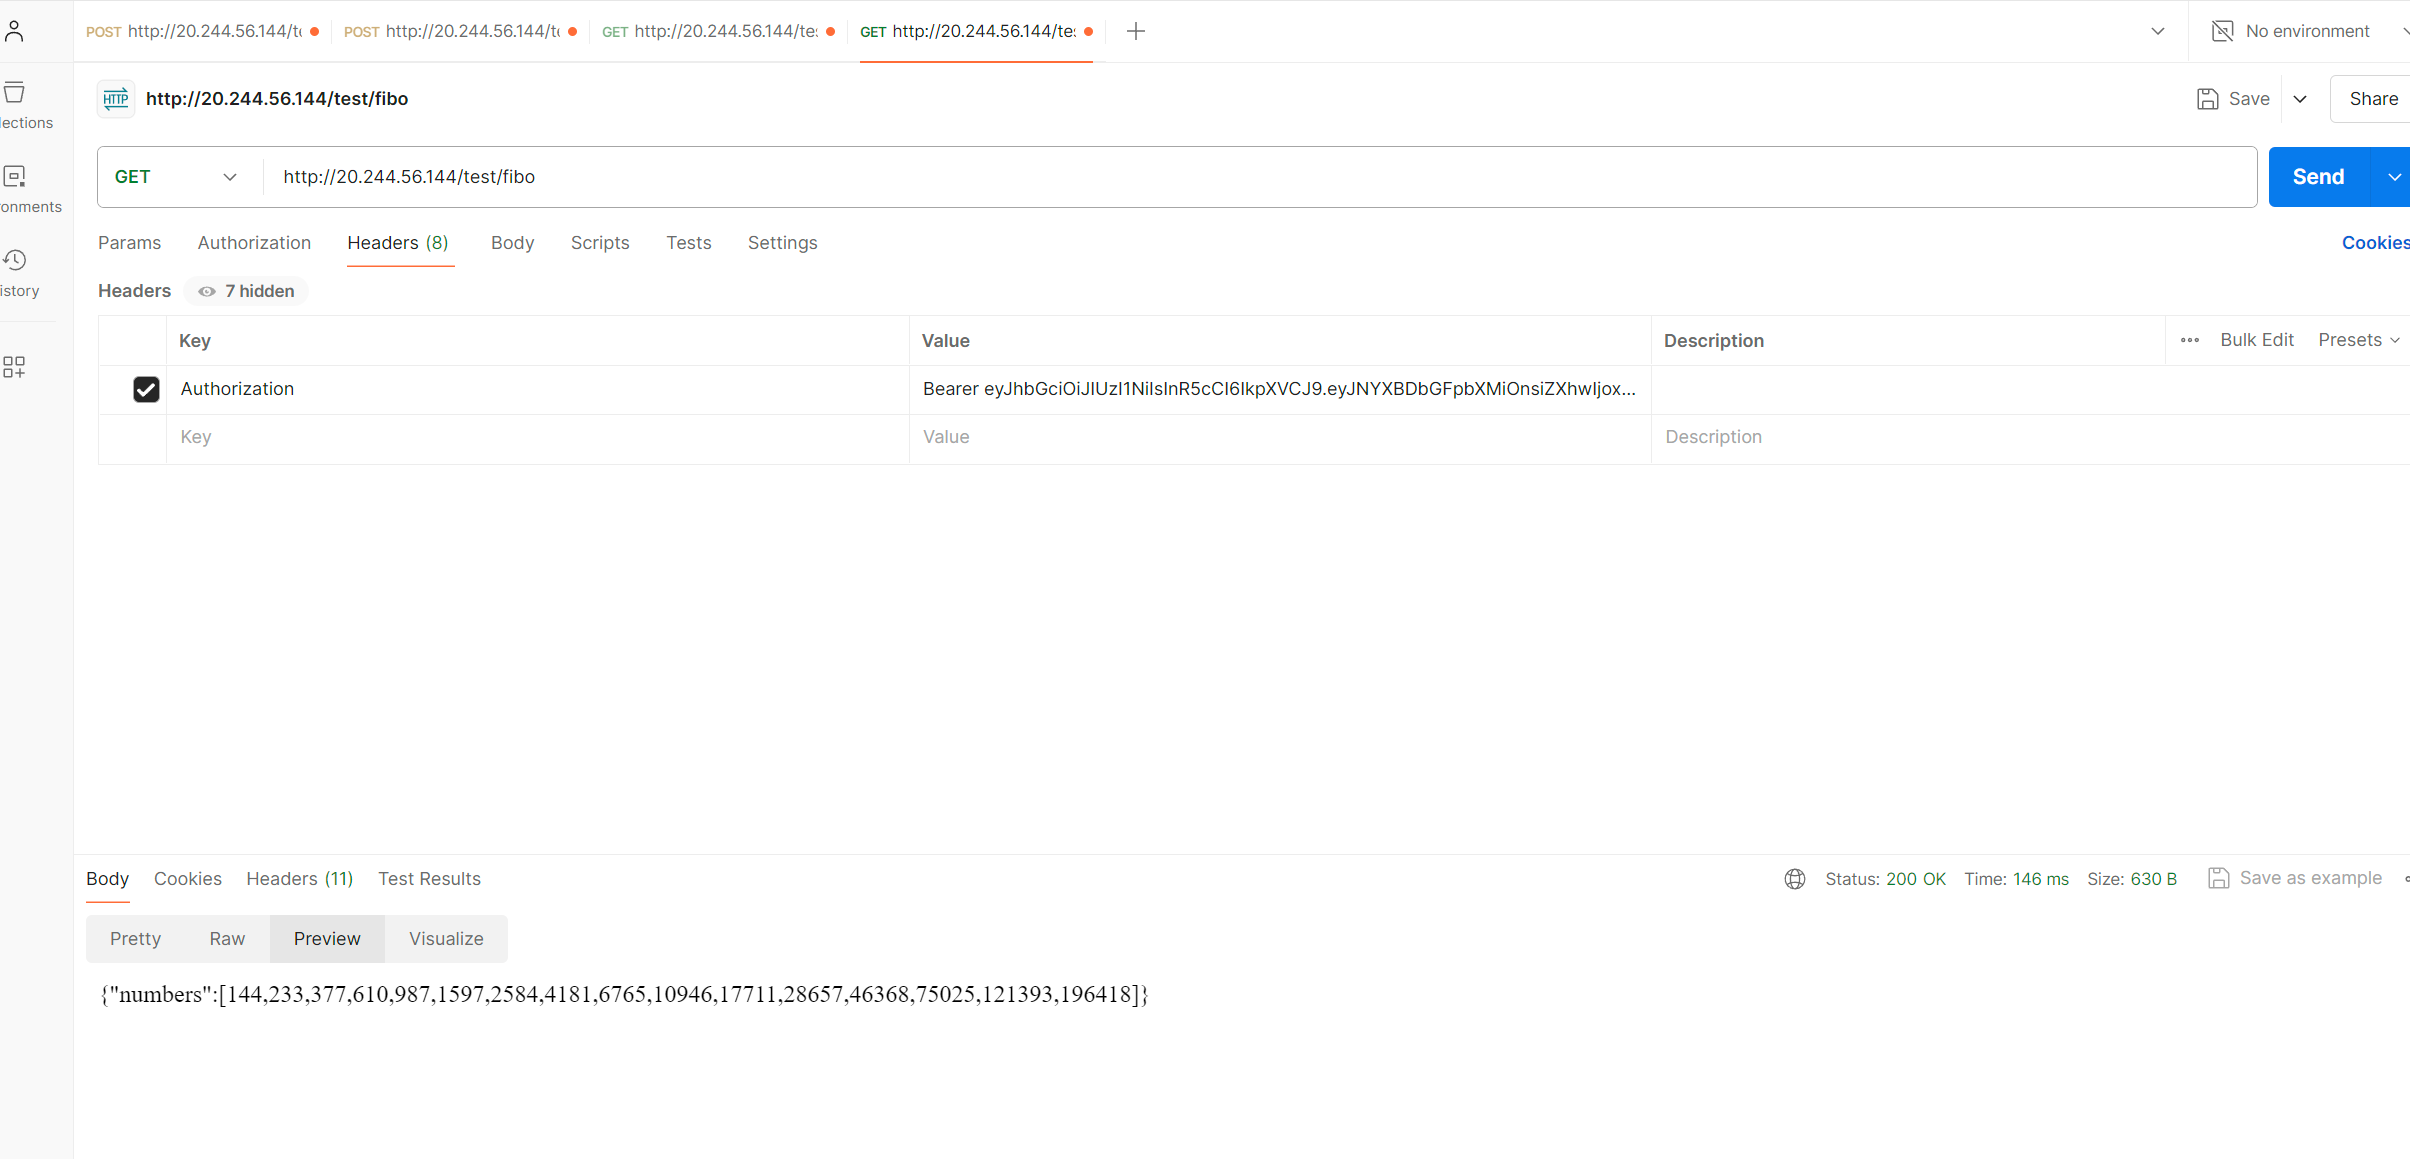 POST http://20.244.56.144/t POST http://20.244.56.144/t GET http://20.244.56.144/te GET http://20.244.56.144/te No environment
HTTP http://20.244.56.144/test/fibo Save Share
lections
GET http://20.244.56.144/test/fibo Send
onments
Params Authorization Headers (8) Body Scripts Tests Settings Cookies
istory
Headers 7 hidden
Key Value Description Bulk Edit Presets
Authorization Bearer eyJhbGciOiJIUzI1NiIsInR5cCI6IkpXVCJ9.eyJNYXBDbGFpbXMiOnsiZXhwIjox...
Key Value Description
Body Cookies Headers (11) Test Results Status: 200 OK Time: 146 ms Size: 630 B Save as example
Pretty Raw Preview Visualize
{"numbers":[144,233,377,610,987,1597,2584,4181,6765,10946,17711,28657,46368,75025,121393,196418]}